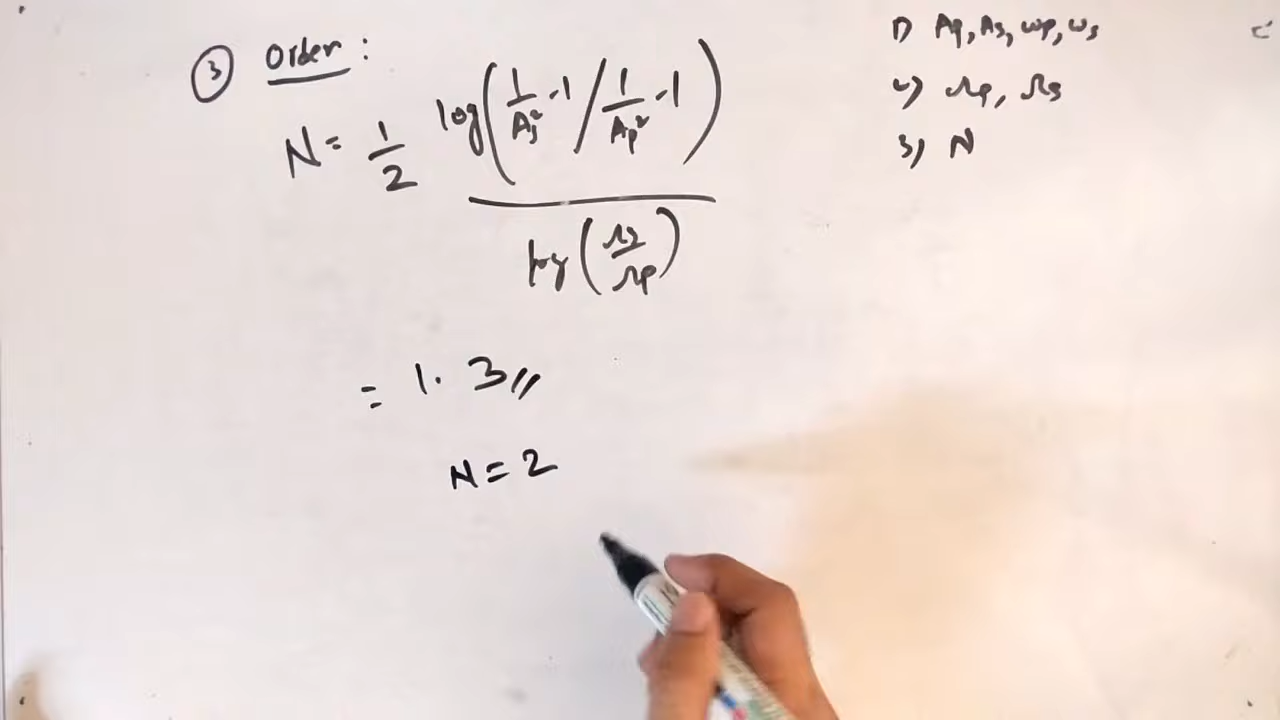 ③ Order :
N = 1/2 log(1/As² -1 / 1/Ap² -1) / log(Ωs/Ωp)
= 1.3〃
N = 2
1) Ap, As, ωp, ωs
2) Ωp, Ωs
3) N